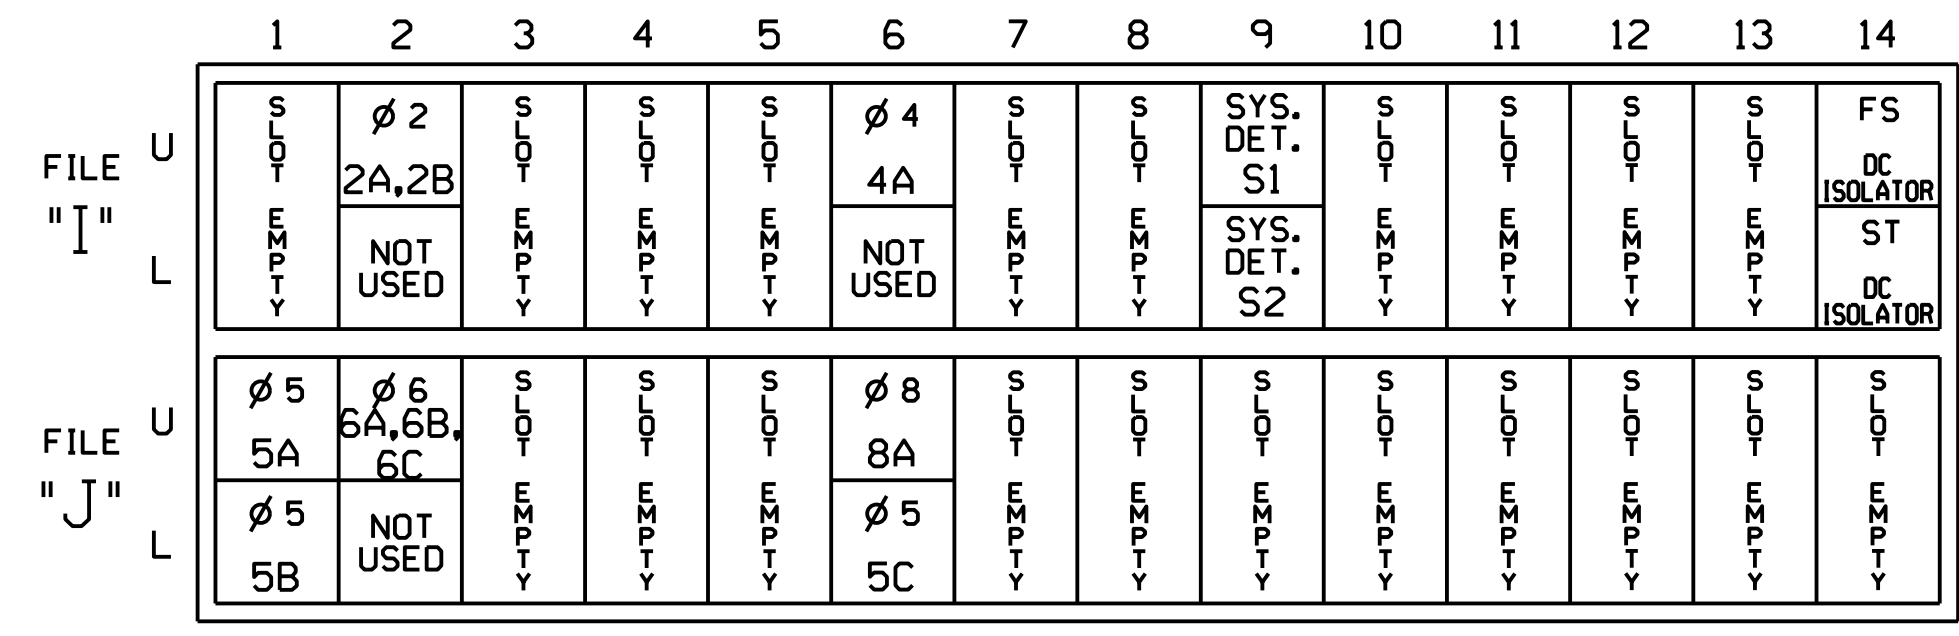 1 2 3 4 5 6 7 8 9 10 11 12 13 14
FILE "I"
U
L
SLOT EMPTY
Ø 2
2A,2B
NOT
USED
SLOT EMPTY
SLOT EMPTY
SLOT EMPTY
Ø 4
4A
NOT
USED
SLOT EMPTY
SLOT EMPTY
SYS.
DET.
S1
SYS.
DET.
S2
SLOT EMPTY
SLOT EMPTY
SLOT EMPTY
SLOT EMPTY
FS
DC
ISOLATOR
ST
DC
ISOLATOR
FILE "J"
U
L
Ø 5
5A
Ø 5
5B
Ø 6
6A,6B,
6C
NOT
USED
SLOT EMPTY
SLOT EMPTY
SLOT EMPTY
Ø 8
8A
Ø 5
5C
SLOT EMPTY
SLOT EMPTY
SLOT EMPTY
SLOT EMPTY
SLOT EMPTY
SLOT EMPTY
SLOT EMPTY
SLOT EMPTY